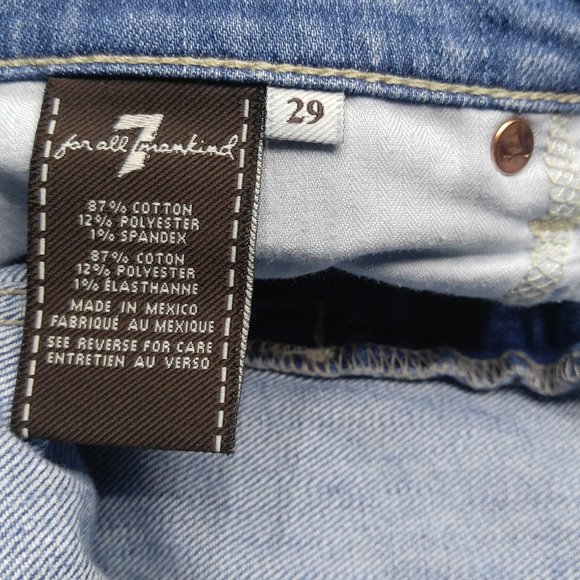 7
for all mankind
29
87% COTTON
12% POLYESTER
1% SPANDEX
87% COTON
12% POLYESTER
1% ÉLASTHANNE
MADE IN MEXICO
FABRIQUÉ AU MEXIQUE
SEE REVERSE FOR CARE
ENTRETIEN AU VERSO